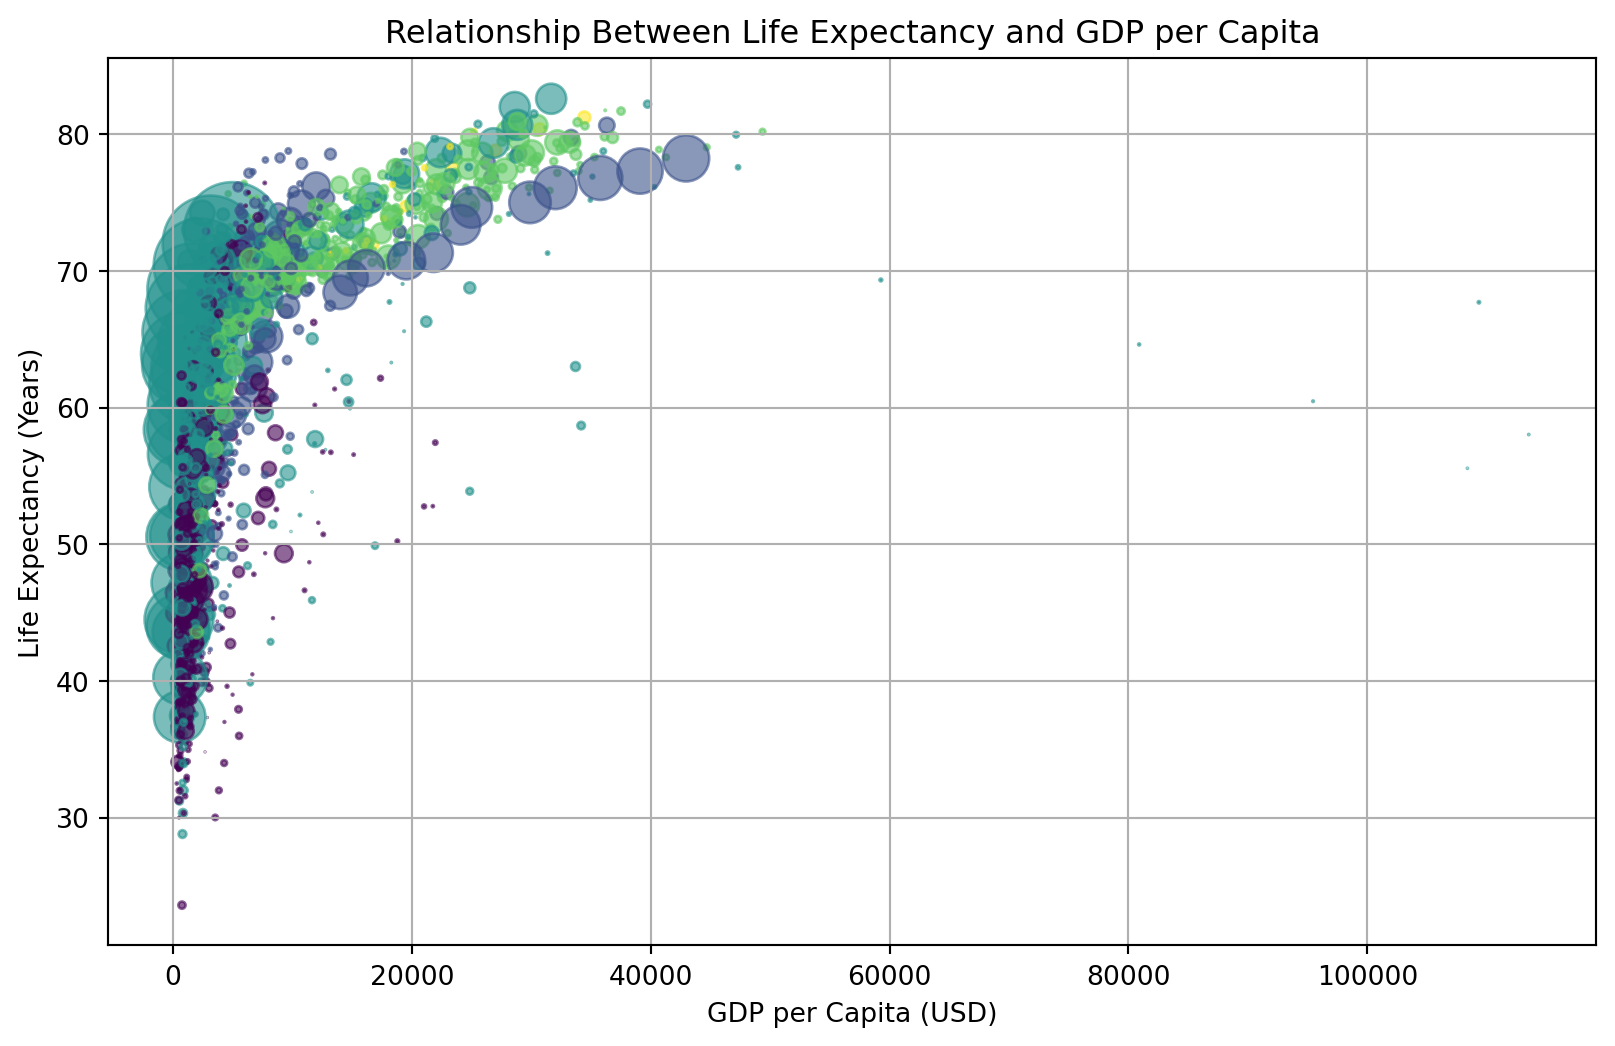 Relationship Between Life Expectancy and GDP per Capita
Life Expectancy (Years)
80
70
60
50
40
30
0 20000 40000 60000 80000 100000
GDP per Capita (USD)